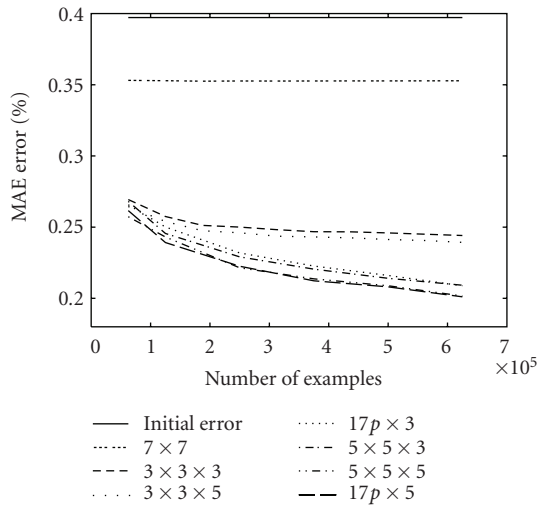 0.4
0.35
0.3
0.25
0.2
MAE error (%)
0 1 2 3 4 5 6 7
×10⁵
Number of examples
Initial error
7 × 7
3 × 3 × 3
3 × 3 × 5
17p × 3
5 × 5 × 3
5 × 5 × 5
17p × 5